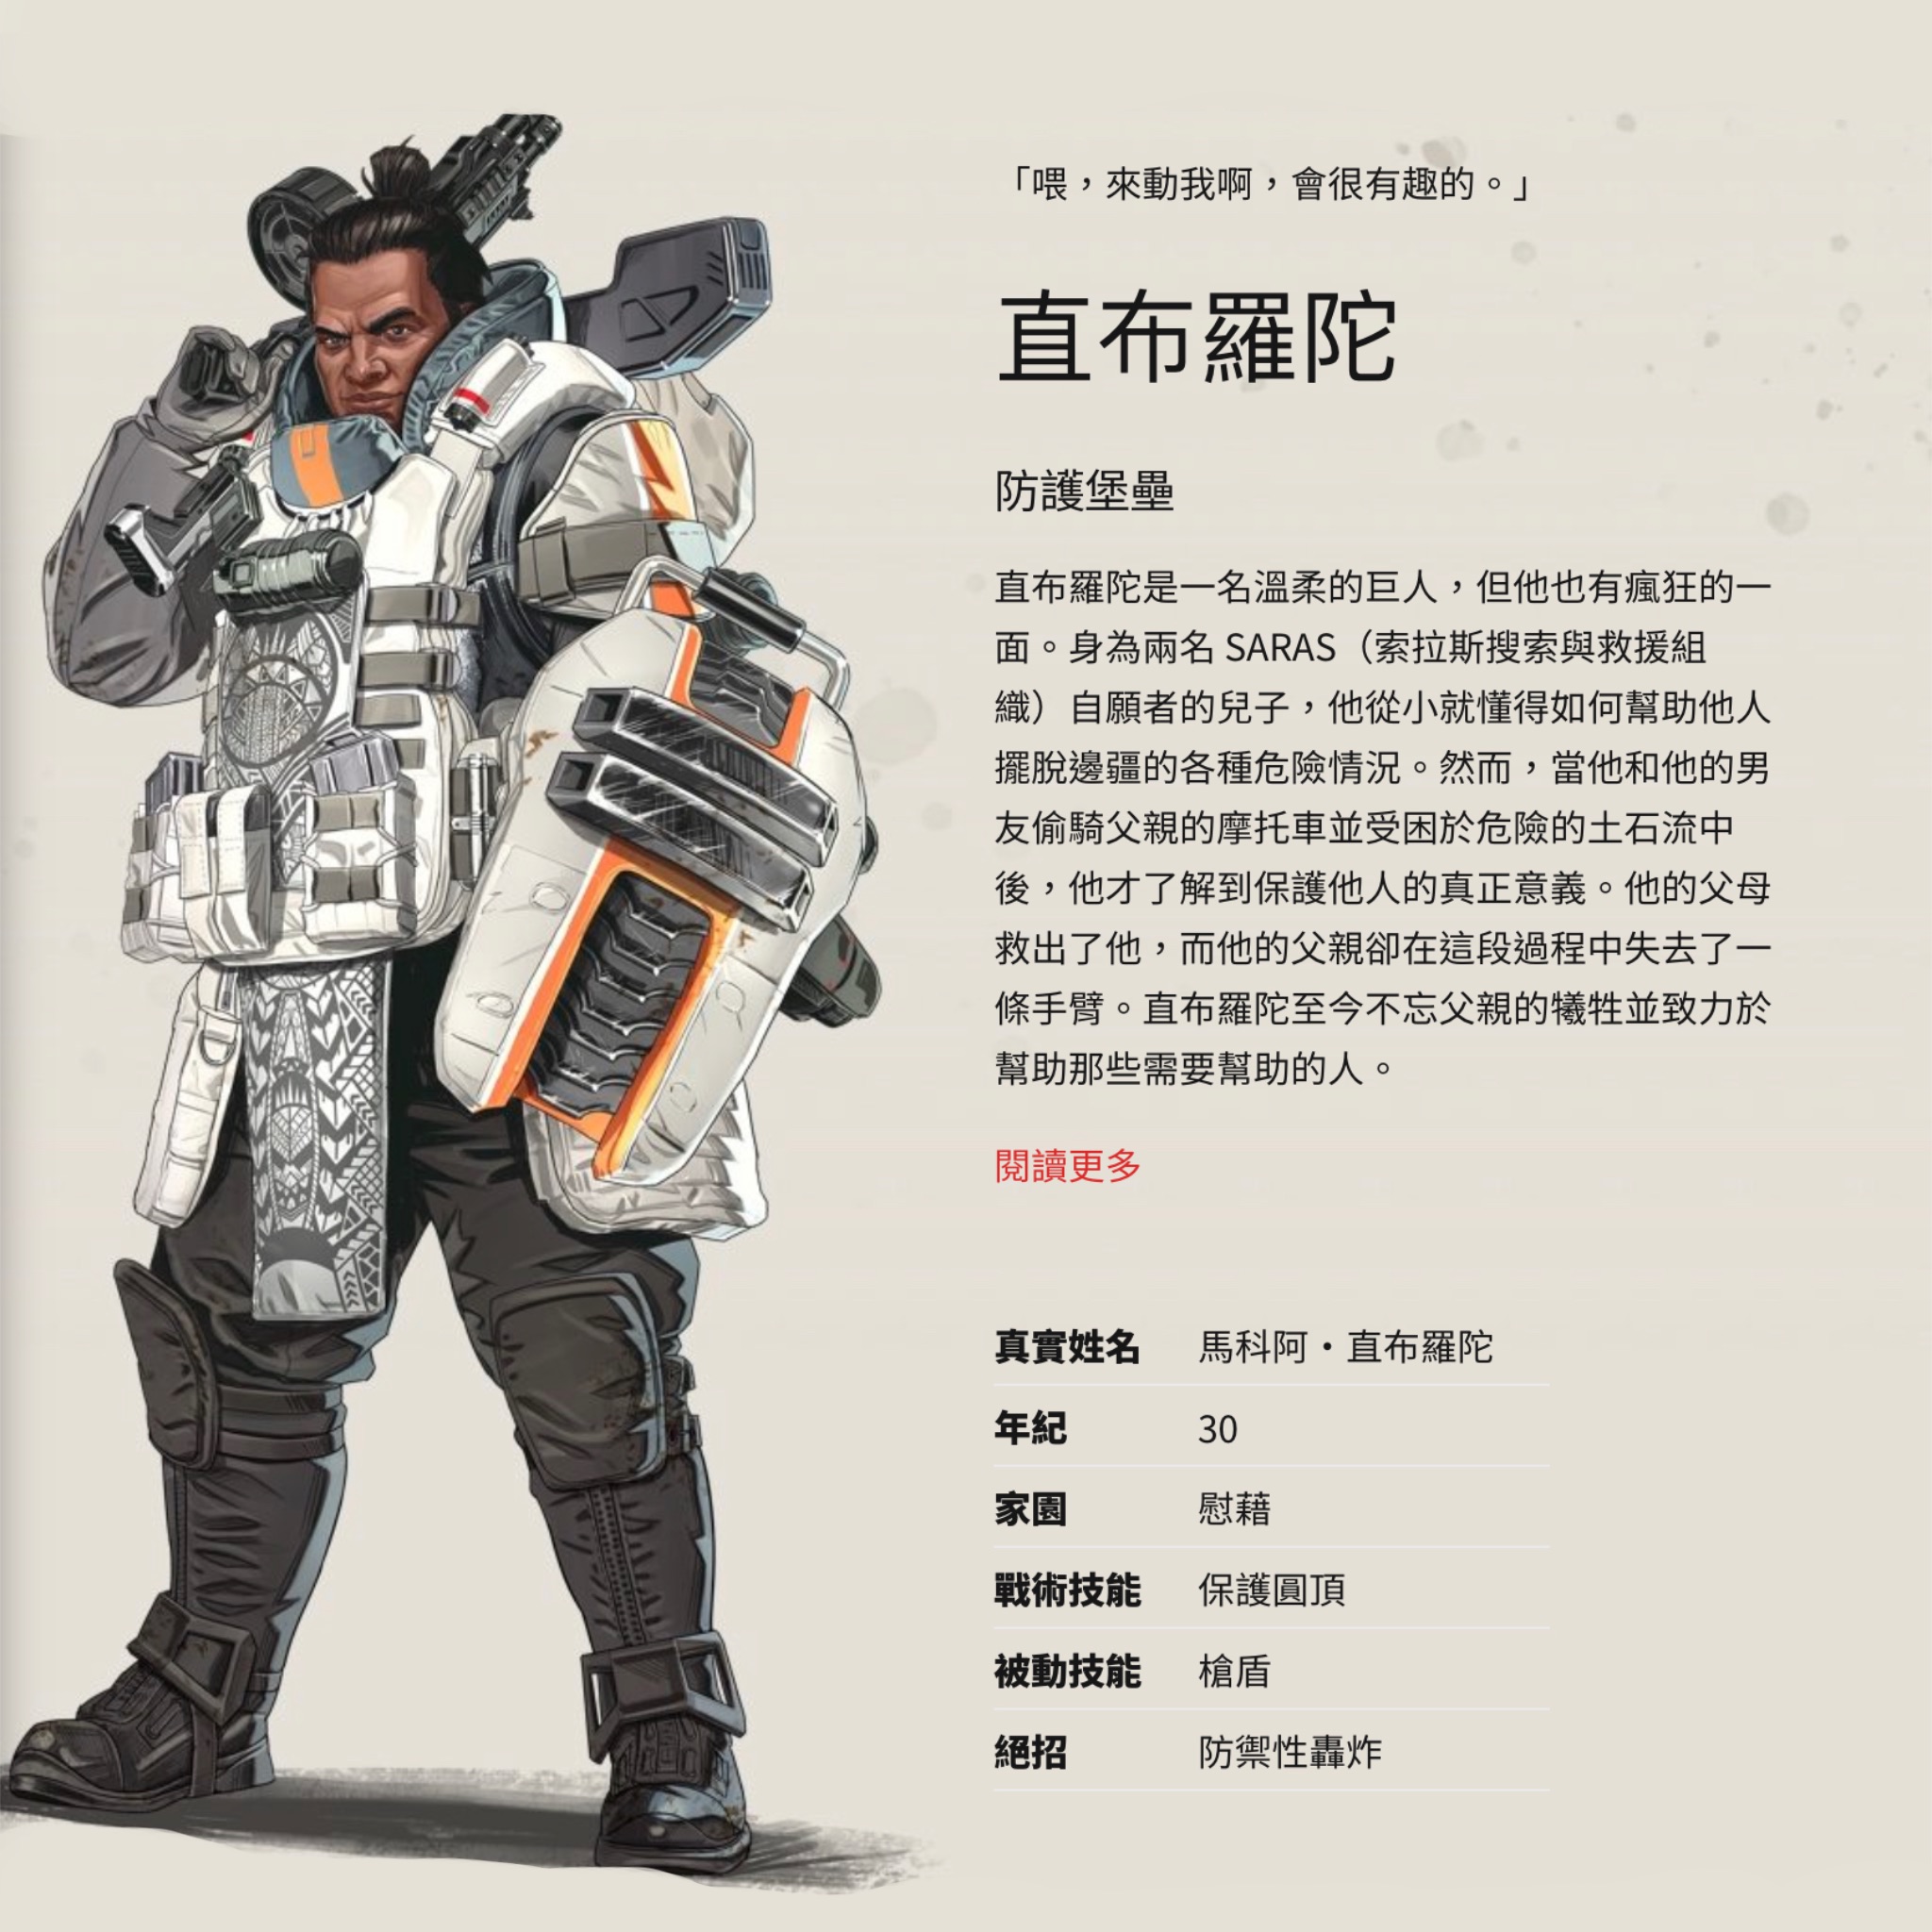 「喂，來動我啊，會很有趣的。」
直布羅陀
防護堡壘
直布羅陀是一名溫柔的巨人，但他也有瘋狂的一
面。身為兩名 SARAS（索拉斯搜索與救援組
織）自願者的兒子，他從小就懂得如何幫助他人
擺脫邊疆的各種危險情況。然而，當他和他的男
友偷騎父親的摩托車並受困於危險的土石流中
後，他才了解到保護他人的真正意義。他的父母
救出了他，而他的父親卻在這段過程中失去了一
條手臂。直布羅陀至今不忘父親的犧牲並致力於
幫助那些需要幫助的人。
閱讀更多
真實姓名 馬科阿・直布羅陀
年紀 30
家園 慰藉
戰術技能 保護圓頂
被動技能 槍盾
絕招 防禦性轟炸